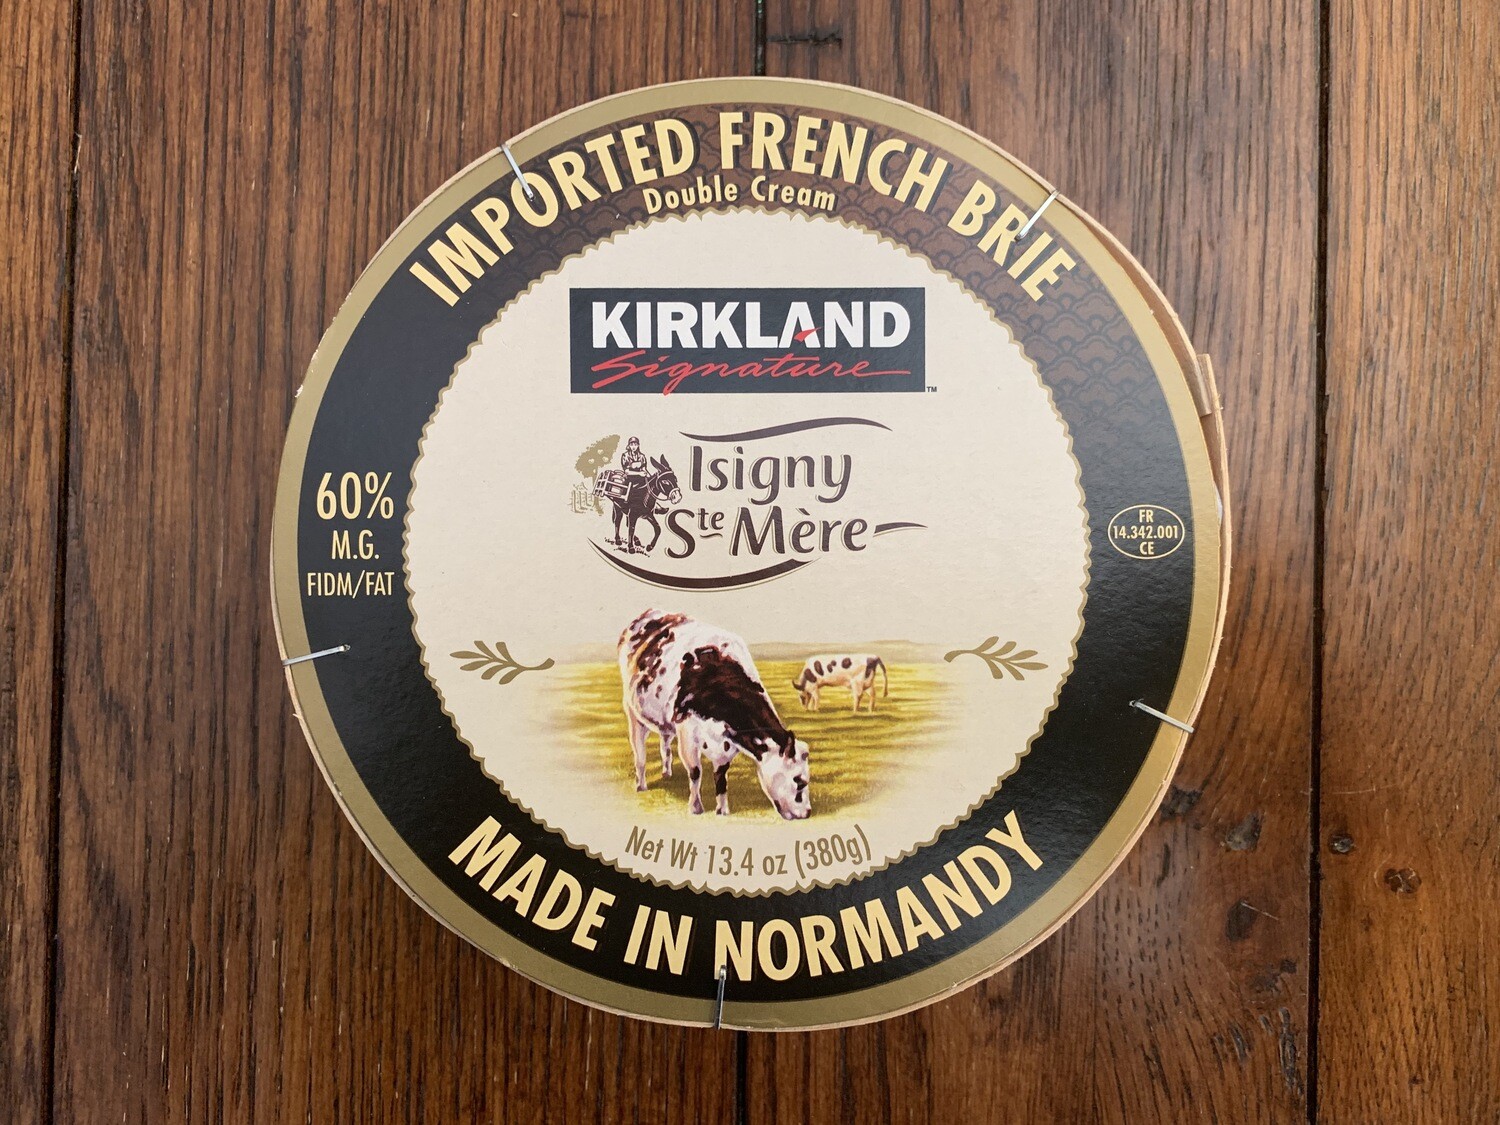 IMPORTED FRENCH BRIE
Double Cream
KIRKLAND
Signature™
Isigny
Ste Mère
60%
M.G.
FIDM/FAT
FR
14.342.001
CE
Net Wt 13.4 oz (380g)
MADE IN NORMANDY